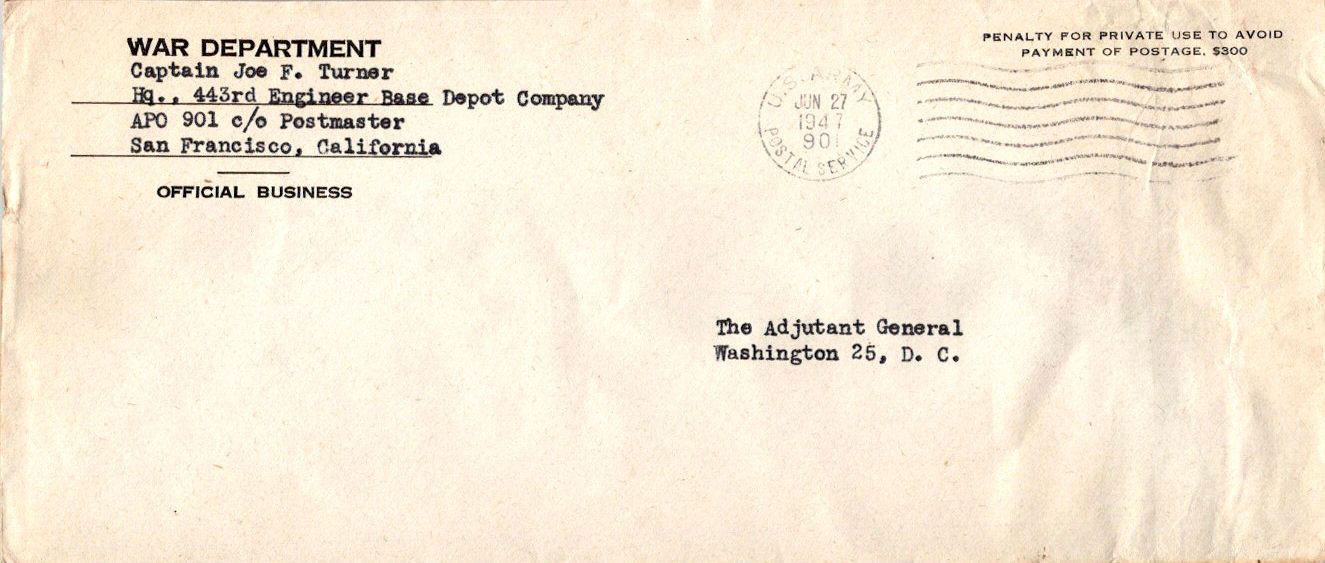 WAR DEPARTMENT
Captain Joe F. Turner
Hq., 443rd Engineer Base Depot Company
APO 901 c/o Postmaster
San Francisco, California
OFFICIAL BUSINESS
U.S. ARMY
JUN 27
1947
901
POSTAL SERVICE
PENALTY FOR PRIVATE USE TO AVOID
PAYMENT OF POSTAGE, $300
The Adjutant General
Washington 25, D. C.